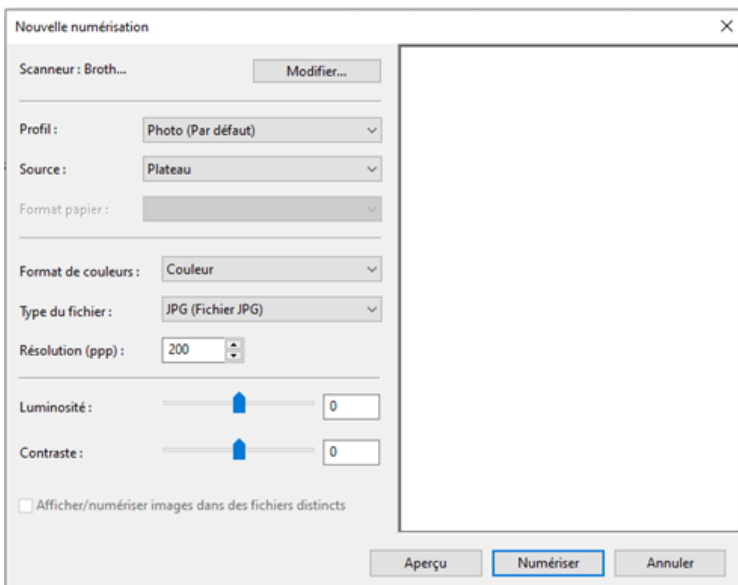 Nouvelle numérisation
Scanneur : Broth...
Modifier...
Profil :
Photo (Par défaut)
Source :
Plateau
Format papier :
Format de couleurs :
Couleur
Type du fichier :
JPG (Fichier JPG)
Résolution (ppp) :
200
Luminosité :
0
Contraste :
0
Afficher/numériser images dans des fichiers distincts
Aperçu
Numériser
Annuler